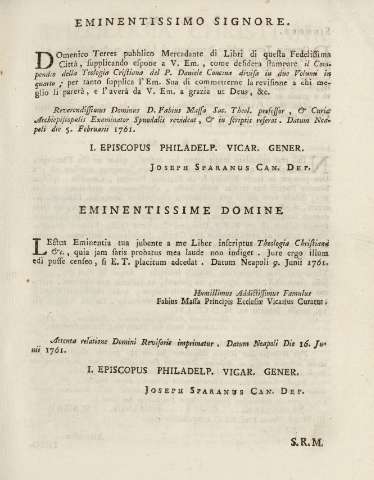 EMINENTISSIMO SIGNORE.
Domenico Terres pubblico Mercadante di Libri di questa Fedelissima
Città, supplicando espone a V. Em., come desidera stampare il Com-
pendio della Teologia Cristiana del P. Daniele Concina diviso in due Volumi in
quarto; per tanto supplica l' Em. Sua di commetterne la revisione a chi me-
glio li parerà, e l'averà da V. Em. a grazia ut Deus, &c.
Reverendissimus Dominus D. Fabius Massa Sac. Theol. professor, & Curiæ
Archiepiscopalis Examinator Synodalis revideat, & in scriptis referat. Datum Nea-
poli die 5. Februarii 1761.
I. EPISCOPUS PHILADELP. VICAR. GENER.
JOSEPH SPARANUS CAN. DEP.
EMINENTISSIME DOMINE
LEctus Eminentia tua jubente a me Liber inscriptus Theologia Christiana
&c., quia jam satis probatus mea laude non indiget. Jure ergo illum
edi posse censeo, si E. T. placitum accedat. Datum Neapoli 9. Junii 1761.
Humillimus Addictissimus Famulus
Fabius Massa Principis Ecclesiæ Vicarius Curatus.
Attenta relatione Domini Revisoris imprimatur. Datum Neapoli Die 16. Ju-
nii 1761.
I. EPISCOPUS PHILADELP. VICAR. GENER.
JOSEPH SPARANUS CAN. DEP.
S.R.M.